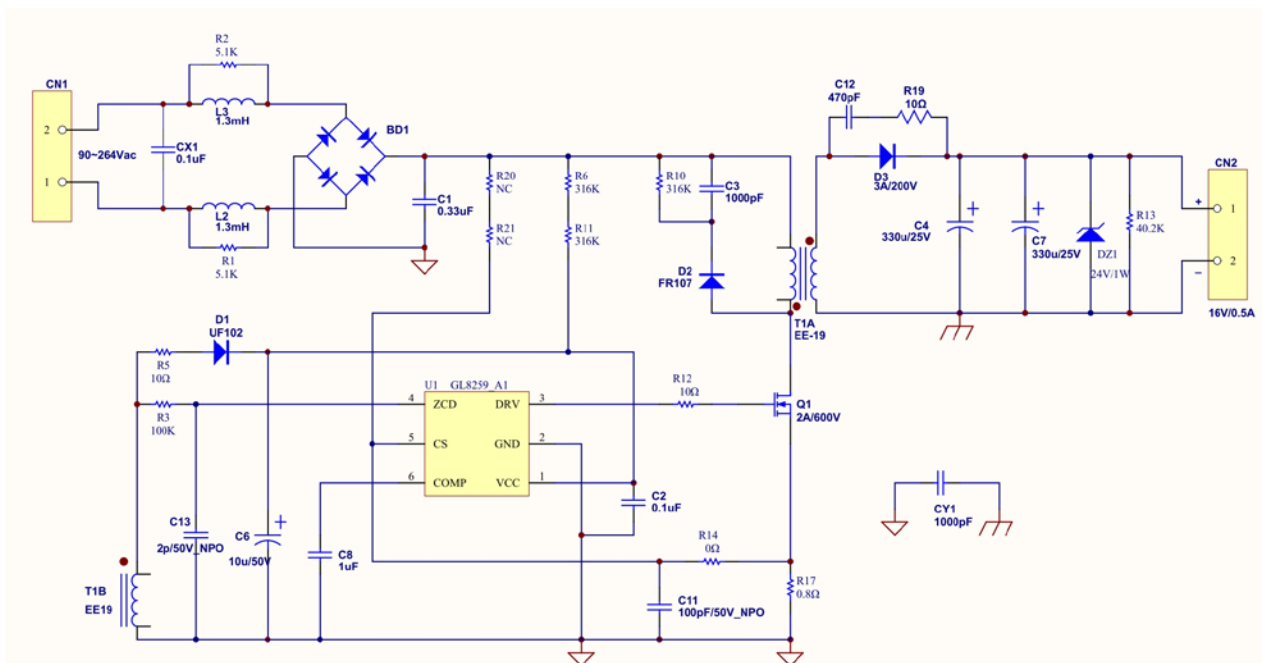 R2
5.1K
CN1
2
1
90~264Vac
CX1
0.1uF
L3
1.3mH
L2
1.3mH
R1
5.1K
BD1
C1
0.33uF
R20
NC
R21
NC
R6
316K
R11
316K
R10
316K
C3
1000pF
D2
FR107
T1A
EE-19
C12
470pF
R19
10Ω
D3
3A/200V
C4
330u/25V
C7
330u/25V
DZ1
24V/1W
R13
40.2K
CN2
+
1
2
−
16V/0.5A
D1
UF102
R5
10Ω
R3
100K
U1 GL8259_A1
4 ZCD DRV 3
5 CS GND 2
6 COMP VCC 1
R12
10Ω
Q1
2A/600V
C2
0.1uF
C13
2p/50V_NPO
C6
10u/50V
C8
1uF
R14
0Ω
C11
100pF/50V_NPO
R17
0.8Ω
CY1
1000pF
T1B
EE19